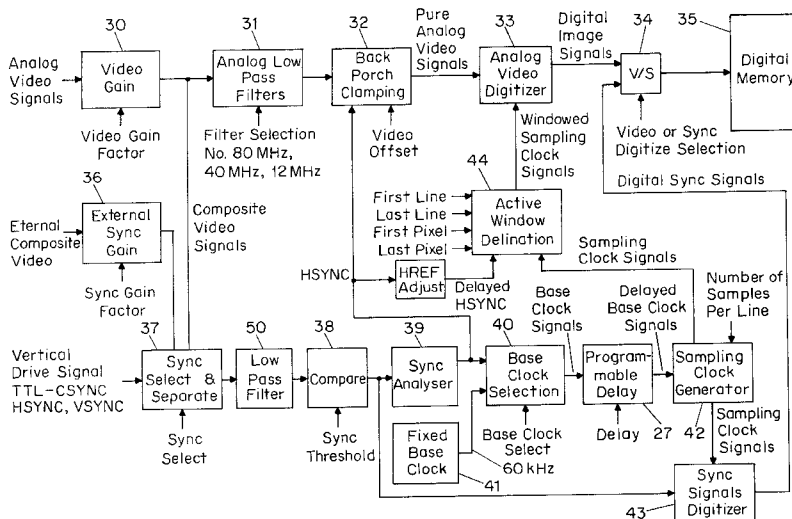 30
31
32
Pure
Analog
Video
Signals
33
Digital
Image
Signals
34
35
Analog
Video
Signals
Video
Gain
Analog Low
Pass
Filters
Back
Porch
Clamping
Analog
Video
Digitizer
V/S
Digital
Memory
Video Gain
Factor
Filter Selection
No. 80 MHz,
40 MHz, 12 MHz
Video
Offset
Windowed
Sampling
Clock
Signals
Video or Sync
Digitize Selection
Digital Sync Signals
36
44
Eternal
Composite
Video
External
Sync
Gain
Composite
Video
Signals
First Line
Last Line
First Pixel
Last Pixel
Active
Window
Delination
Sync Gain
Factor
HSYNC
HREF
Adjust
Delayed
HSYNC
Sampling
Clock Signals
Number of
Samples
Per Line
37
50
38
39
40
Base
Clock
Signals
Delayed
Base Clock
Signals
Vertical
Drive Signal
TTL-CSYNC
HSYNC, VSYNC
Sync
Select &
Separate
Low
Pass
Filter
Compare
Sync
Analyser
Base
Clock
Selection
Program-
mable
Delay
Sampling
Clock
Generator
Sync
Select
Sync
Threshold
Fixed
Base
Clock
41
Base Clock
Select
60 kHz
Delay
27
42
Sampling
Clock
Signals
Sync
Signals
Digitizer
43